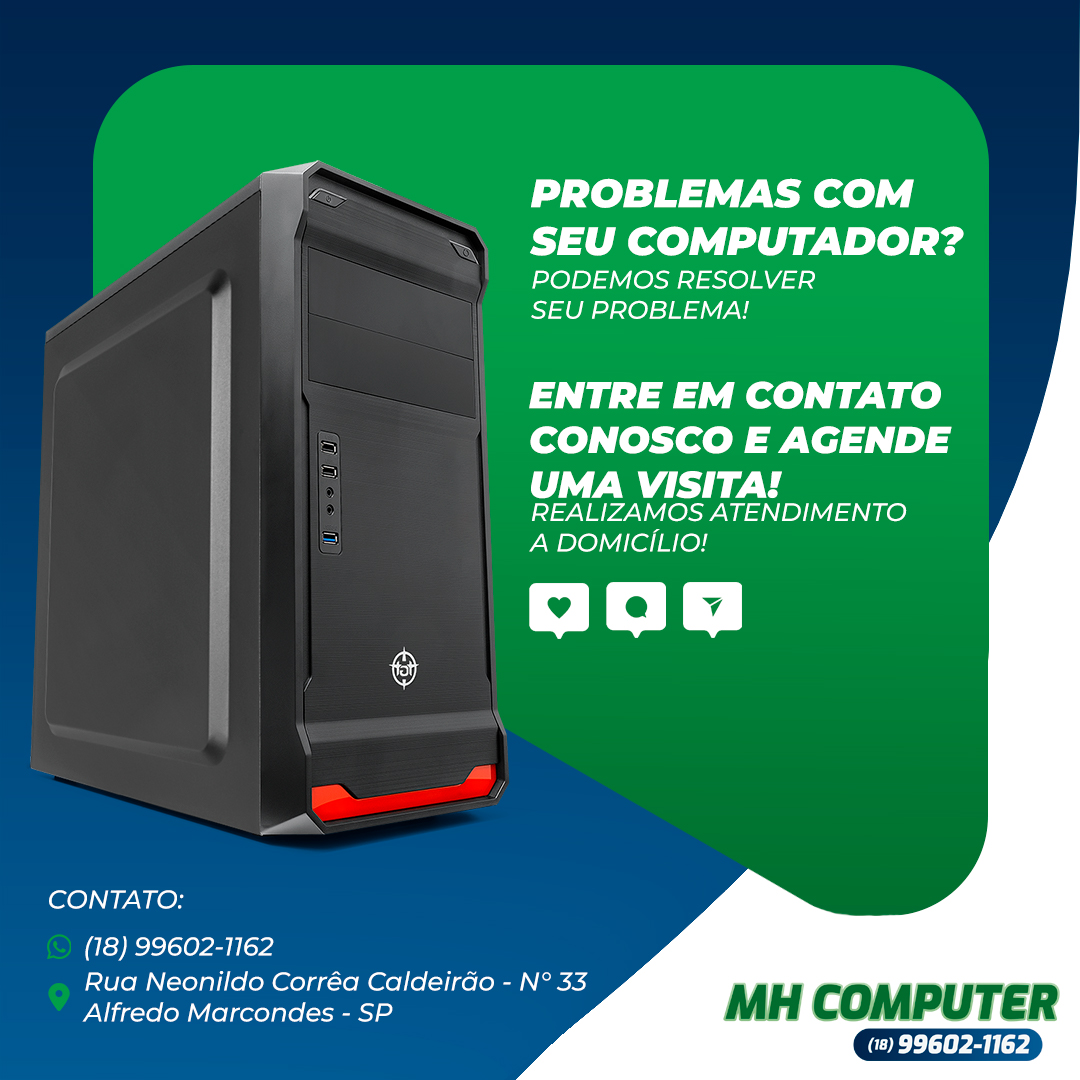 PROBLEMAS COM
SEU COMPUTADOR?
PODEMOS RESOLVER
SEU PROBLEMA!
ENTRE EM CONTATO
CONOSCO E AGENDE
UMA VISITA!
REALIZAMOS ATENDIMENTO
A DOMICÍLIO!
CONTATO:
(18) 99602-1162
Rua Neonildo Corrêa Caldeirão - N° 33
Alfredo Marcondes - SP
MH COMPUTER
(18) 99602-1162